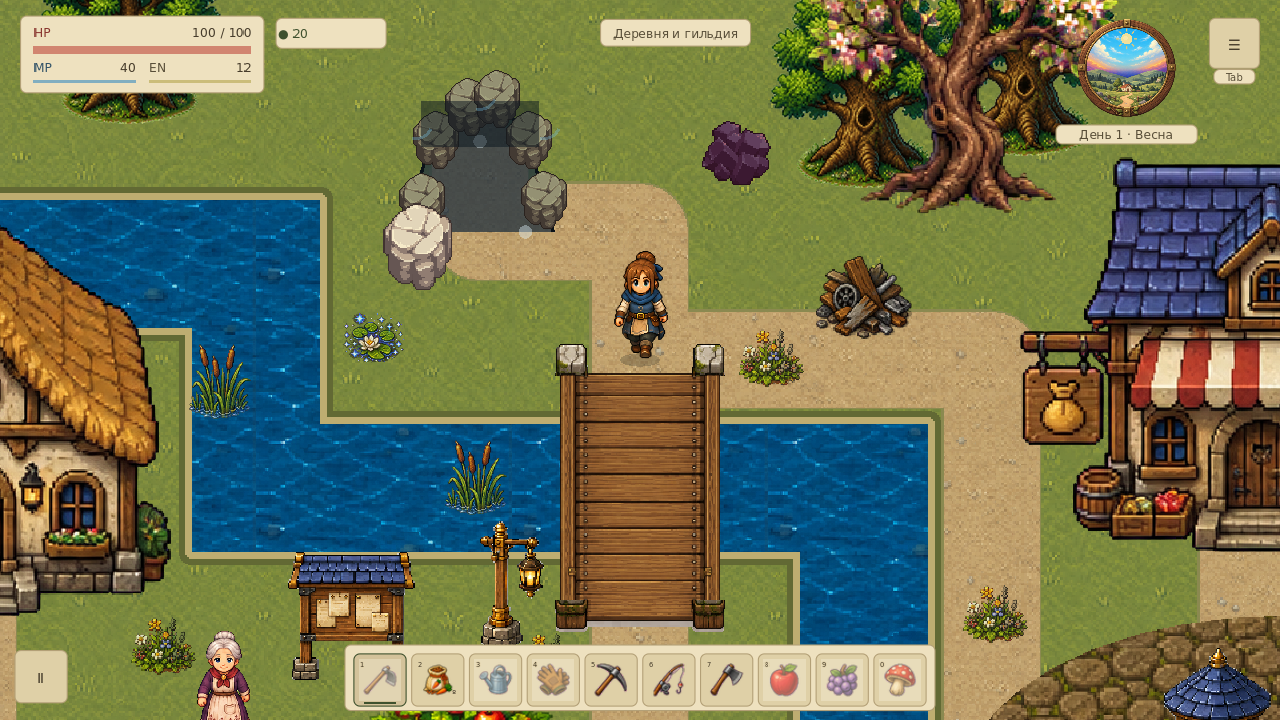 HP 100 / 100
MP 40 EN 12
20
Деревня и гильдия
☰
Tab
День 1 · Весна
1 2 3 4 5 6 7 8 9 0